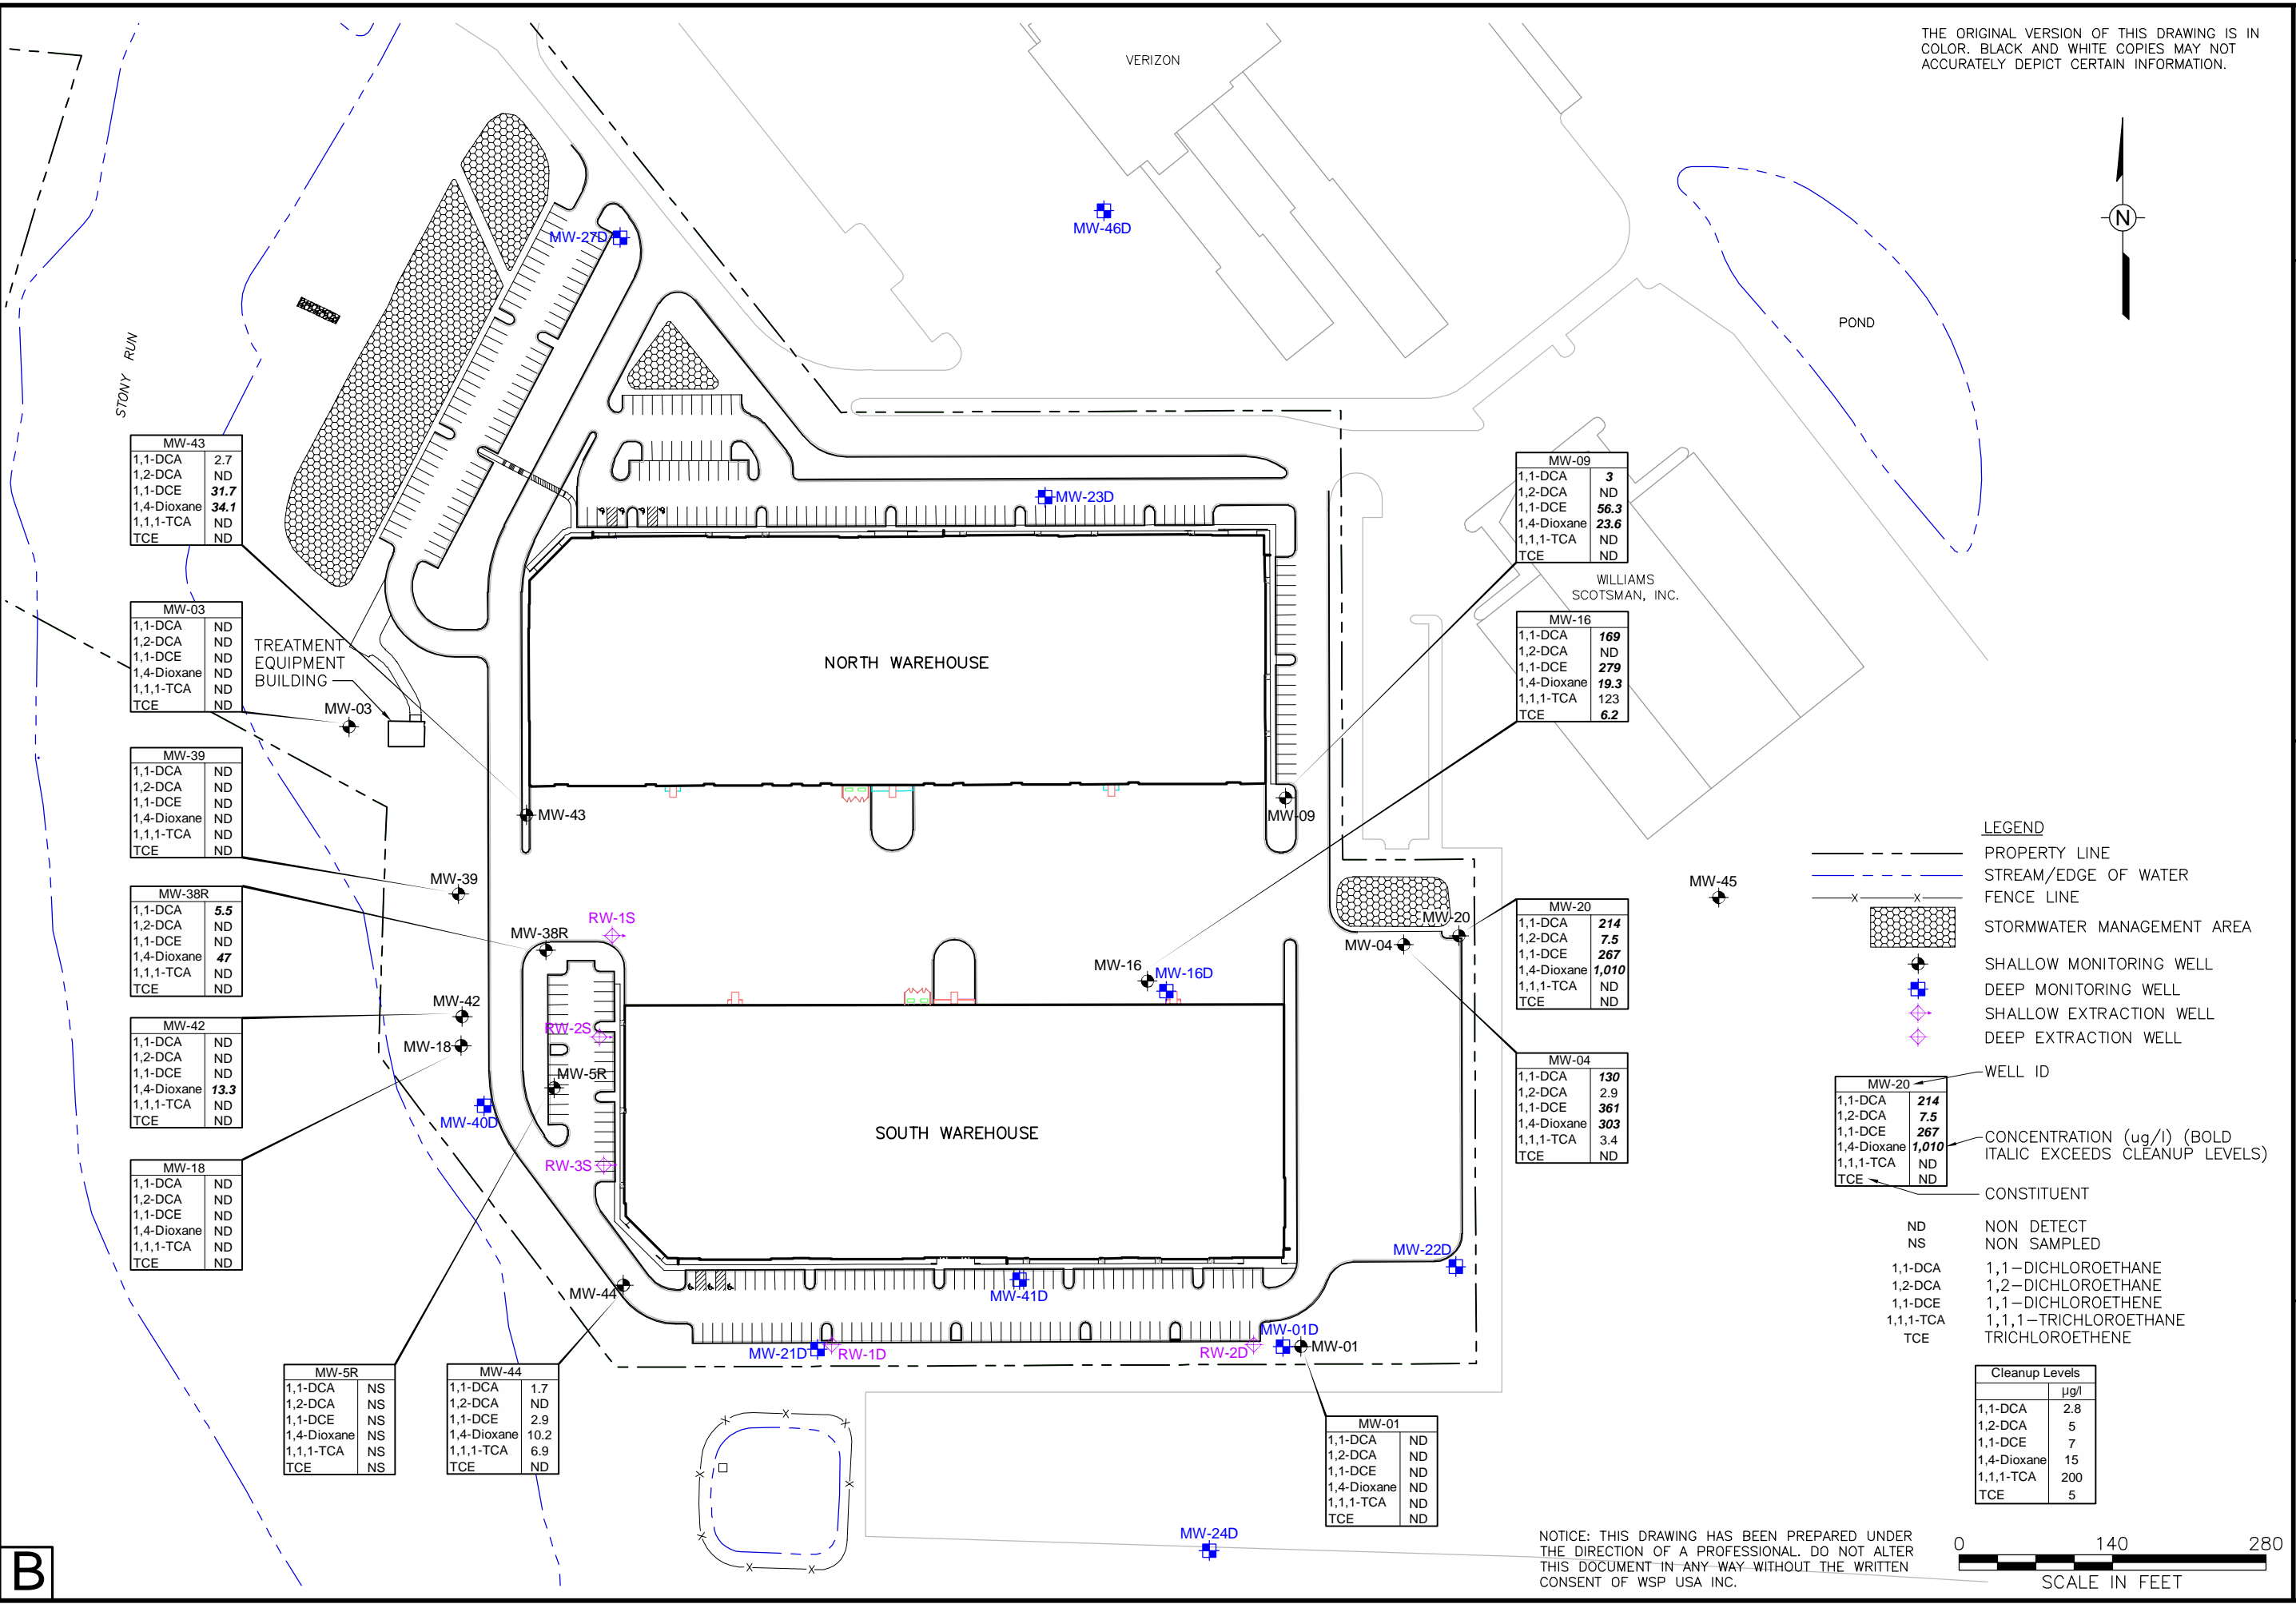 THE ORIGINAL VERSION OF THIS DRAWING IS IN
COLOR. BLACK AND WHITE COPIES MAY NOT
ACCURATELY DEPICT CERTAIN INFORMATION.
VERIZON
N
MW-46D
MW-27D
POND
STONY RUN
MW-43
1,1-DCA 2.7
1,2-DCA ND
1,1-DCE 31.7
1,4-Dioxane 34.1
1,1,1-TCA ND
TCE ND
MW-23D
MW-09
1,1-DCA 3
1,2-DCA ND
1,1-DCE 56.3
1,4-Dioxane 23.6
1,1,1-TCA ND
TCE ND
WILLIAMS
SCOTSMAN, INC.
MW-03
1,1-DCA ND
1,2-DCA ND
1,1-DCE ND
1,4-Dioxane ND
1,1,1-TCA ND
TCE ND
TREATMENT
EQUIPMENT
BUILDING
MW-03
NORTH WAREHOUSE
MW-16
1,1-DCA 169
1,2-DCA ND
1,1-DCE 279
1,4-Dioxane 19.3
1,1,1-TCA 123
TCE 6.2
MW-39
1,1-DCA ND
1,2-DCA ND
1,1-DCE ND
1,4-Dioxane ND
1,1,1-TCA ND
TCE ND
MW-43
MW-09
MW-39
MW-45
MW-38R
1,1-DCA 5.5
1,2-DCA ND
1,1-DCE ND
1,4-Dioxane 47
1,1,1-TCA ND
TCE ND
RW-1S
MW-38R
MW-20
MW-04
MW-16
MW-16D
MW-20
1,1-DCA 214
1,2-DCA 7.5
1,1-DCE 267
1,4-Dioxane 1,010
1,1,1-TCA ND
TCE ND
MW-42
MW-18
RW-2S
MW-5R
MW-40D
MW-42
1,1-DCA ND
1,2-DCA ND
1,1-DCE ND
1,4-Dioxane 13.3
1,1,1-TCA ND
TCE ND
MW-04
1,1-DCA 130
1,2-DCA 2.9
1,1-DCE 361
1,4-Dioxane 303
1,1,1-TCA 3.4
TCE ND
SOUTH WAREHOUSE
RW-3S
MW-18
1,1-DCA ND
1,2-DCA ND
1,1-DCE ND
1,4-Dioxane ND
1,1,1-TCA ND
TCE ND
MW-22D
MW-44
MW-41D
MW-21D
RW-1D
RW-2D
MW-01D
MW-01
MW-5R
1,1-DCA NS
1,2-DCA NS
1,1-DCE NS
1,4-Dioxane NS
1,1,1-TCA NS
TCE NS
MW-44
1,1-DCA 1.7
1,2-DCA ND
1,1-DCE 2.9
1,4-Dioxane 10.2
1,1,1-TCA 6.9
TCE ND
MW-01
1,1-DCA ND
1,2-DCA ND
1,1-DCE ND
1,4-Dioxane ND
1,1,1-TCA ND
TCE ND
MW-24D
LEGEND
PROPERTY LINE
STREAM/EDGE OF WATER
X X FENCE LINE
STORMWATER MANAGEMENT AREA
SHALLOW MONITORING WELL
DEEP MONITORING WELL
SHALLOW EXTRACTION WELL
DEEP EXTRACTION WELL
WELL ID
MW-20
1,1-DCA 214
1,2-DCA 7.5
1,1-DCE 267
1,4-Dioxane 1,010
1,1,1-TCA ND
TCE ND
CONCENTRATION (ug/l) (BOLD
ITALIC EXCEEDS CLEANUP LEVELS)
CONSTITUENT
ND NON DETECT
NS NON SAMPLED
1,1-DCA 1,1-DICHLOROETHANE
1,2-DCA 1,2-DICHLOROETHANE
1,1-DCE 1,1-DICHLOROETHENE
1,1,1-TCA 1,1,1-TRICHLOROETHANE
TCE TRICHLOROETHENE
Cleanup Levels
µg/l
1,1-DCA 2.8
1,2-DCA 5
1,1-DCE 7
1,4-Dioxane 15
1,1,1-TCA 200
TCE 5
X X X X X X X X
NOTICE: THIS DRAWING HAS BEEN PREPARED UNDER
THE DIRECTION OF A PROFESSIONAL. DO NOT ALTER
THIS DOCUMENT IN ANY WAY WITHOUT THE WRITTEN
CONSENT OF WSP USA INC.
0 140 280
SCALE IN FEET
B